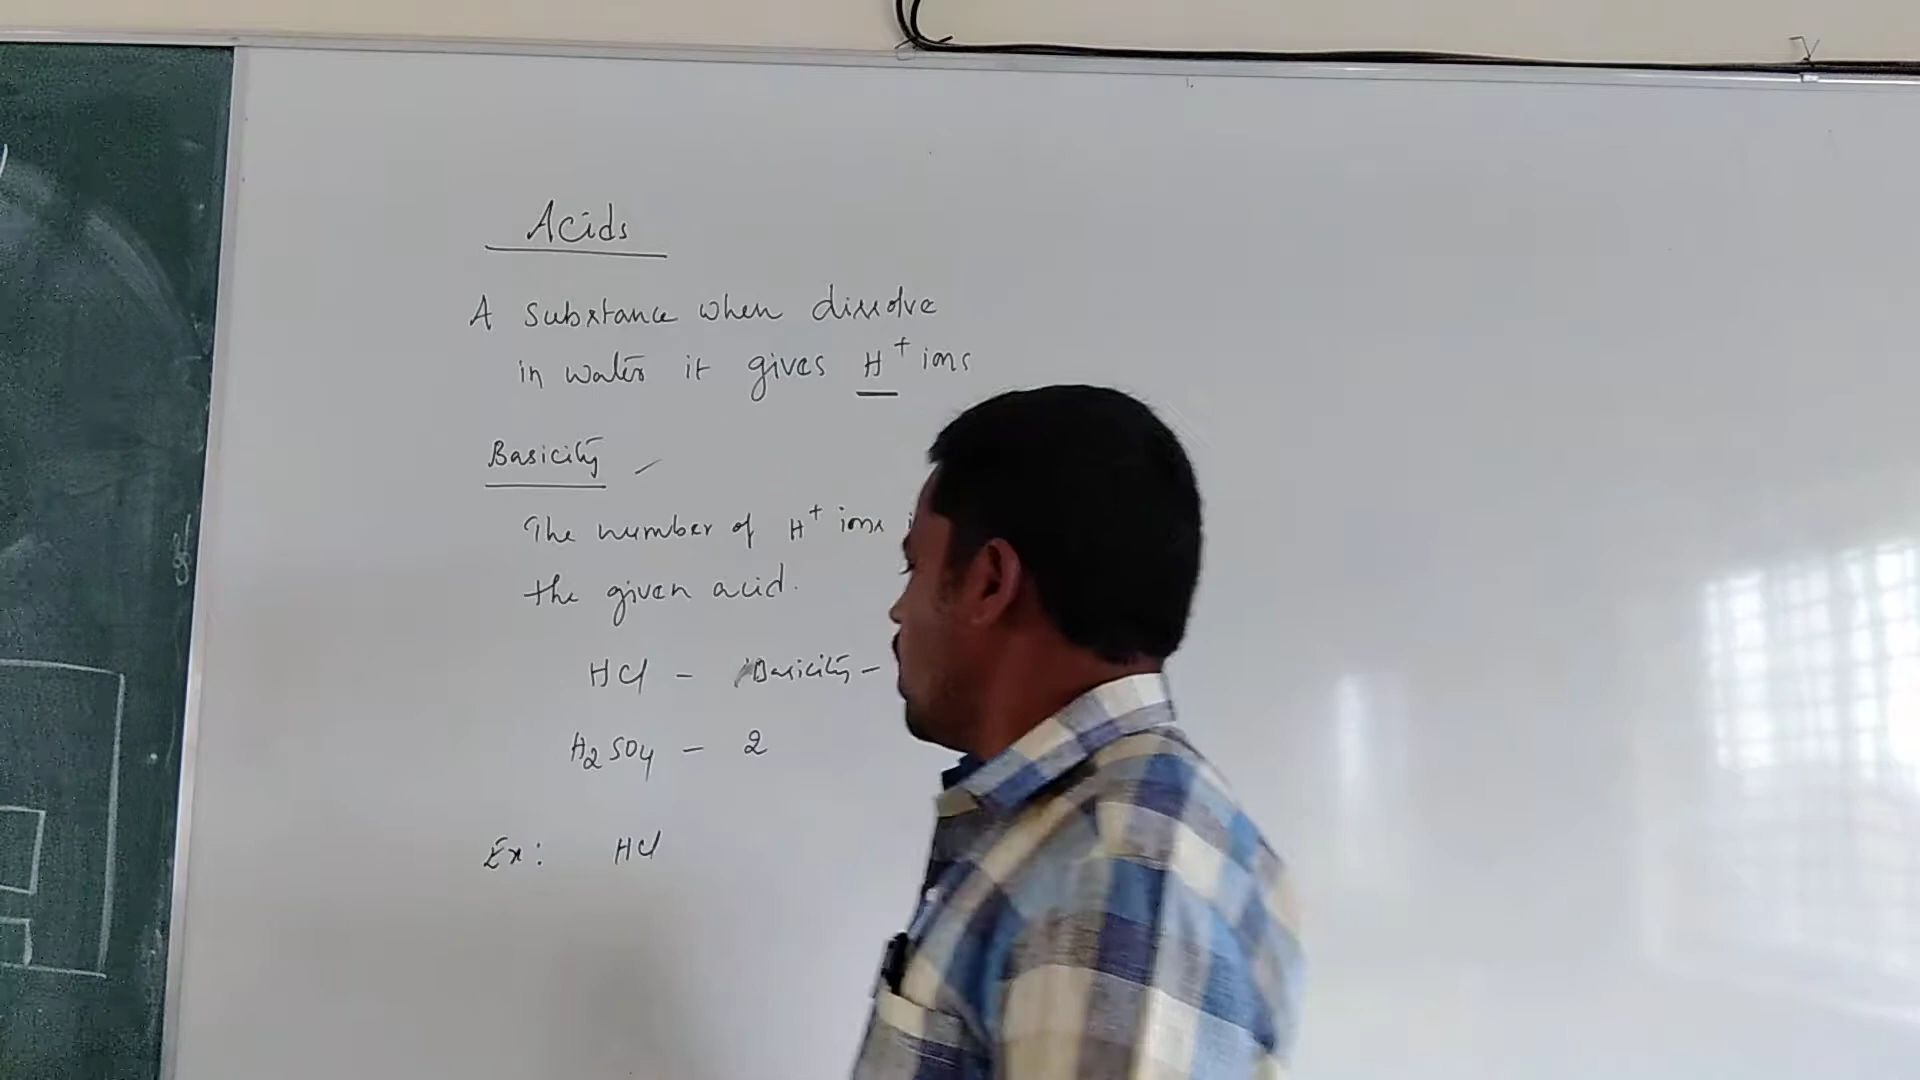 Acids
A substance when dissolve
in water it gives H⁺ ions
Basicity
The number of H⁺ ions
the given acid.
HCl - Basicity -
H₂SO₄ - 2
Ex: HCl